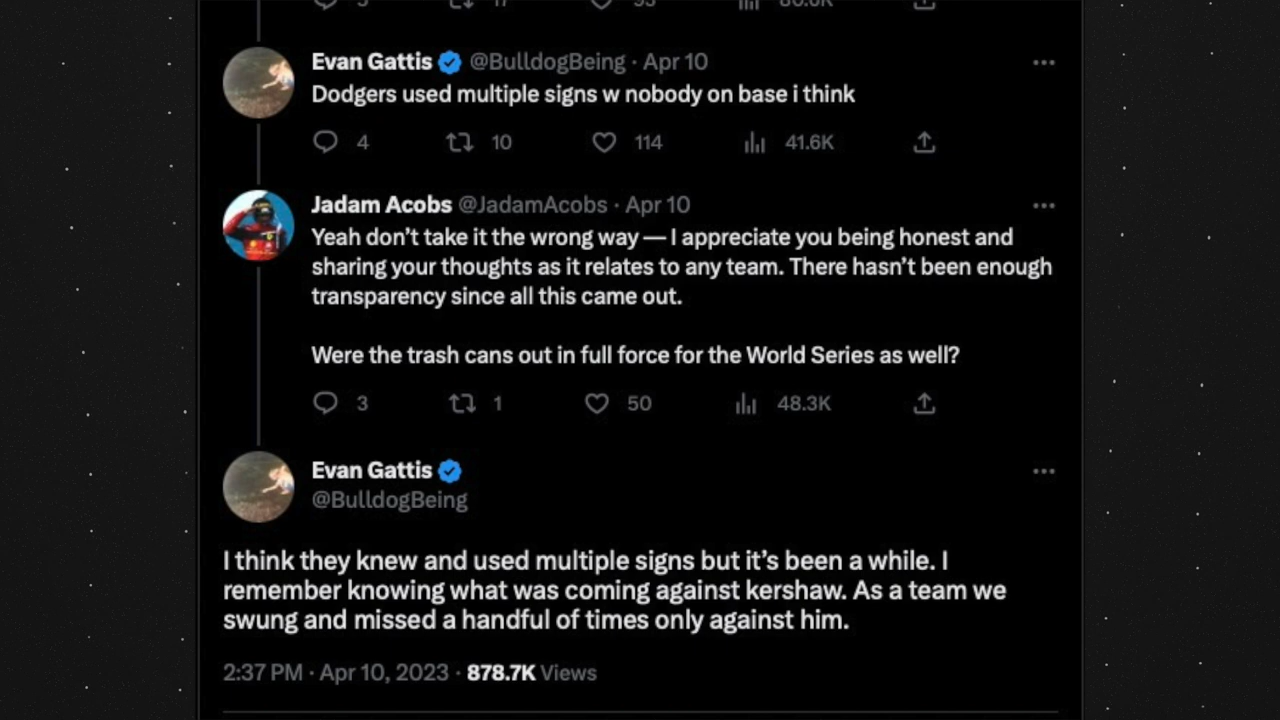 Evan Gattis @BulldogBeing · Apr 10
Dodgers used multiple signs w nobody on base i think
4 10 114 41.6K
Jadam Acobs @JadamAcobs · Apr 10
Yeah don’t take it the wrong way — I appreciate you being honest and
sharing your thoughts as it relates to any team. There hasn’t been enough
transparency since all this came out.
Were the trash cans out in full force for the World Series as well?
3 1 50 48.3K
Evan Gattis
@BulldogBeing
I think they knew and used multiple signs but it’s been a while. I
remember knowing what was coming against kershaw. As a team we
swung and missed a handful of times only against him.
2:37 PM · Apr 10, 2023 · 878.7K Views